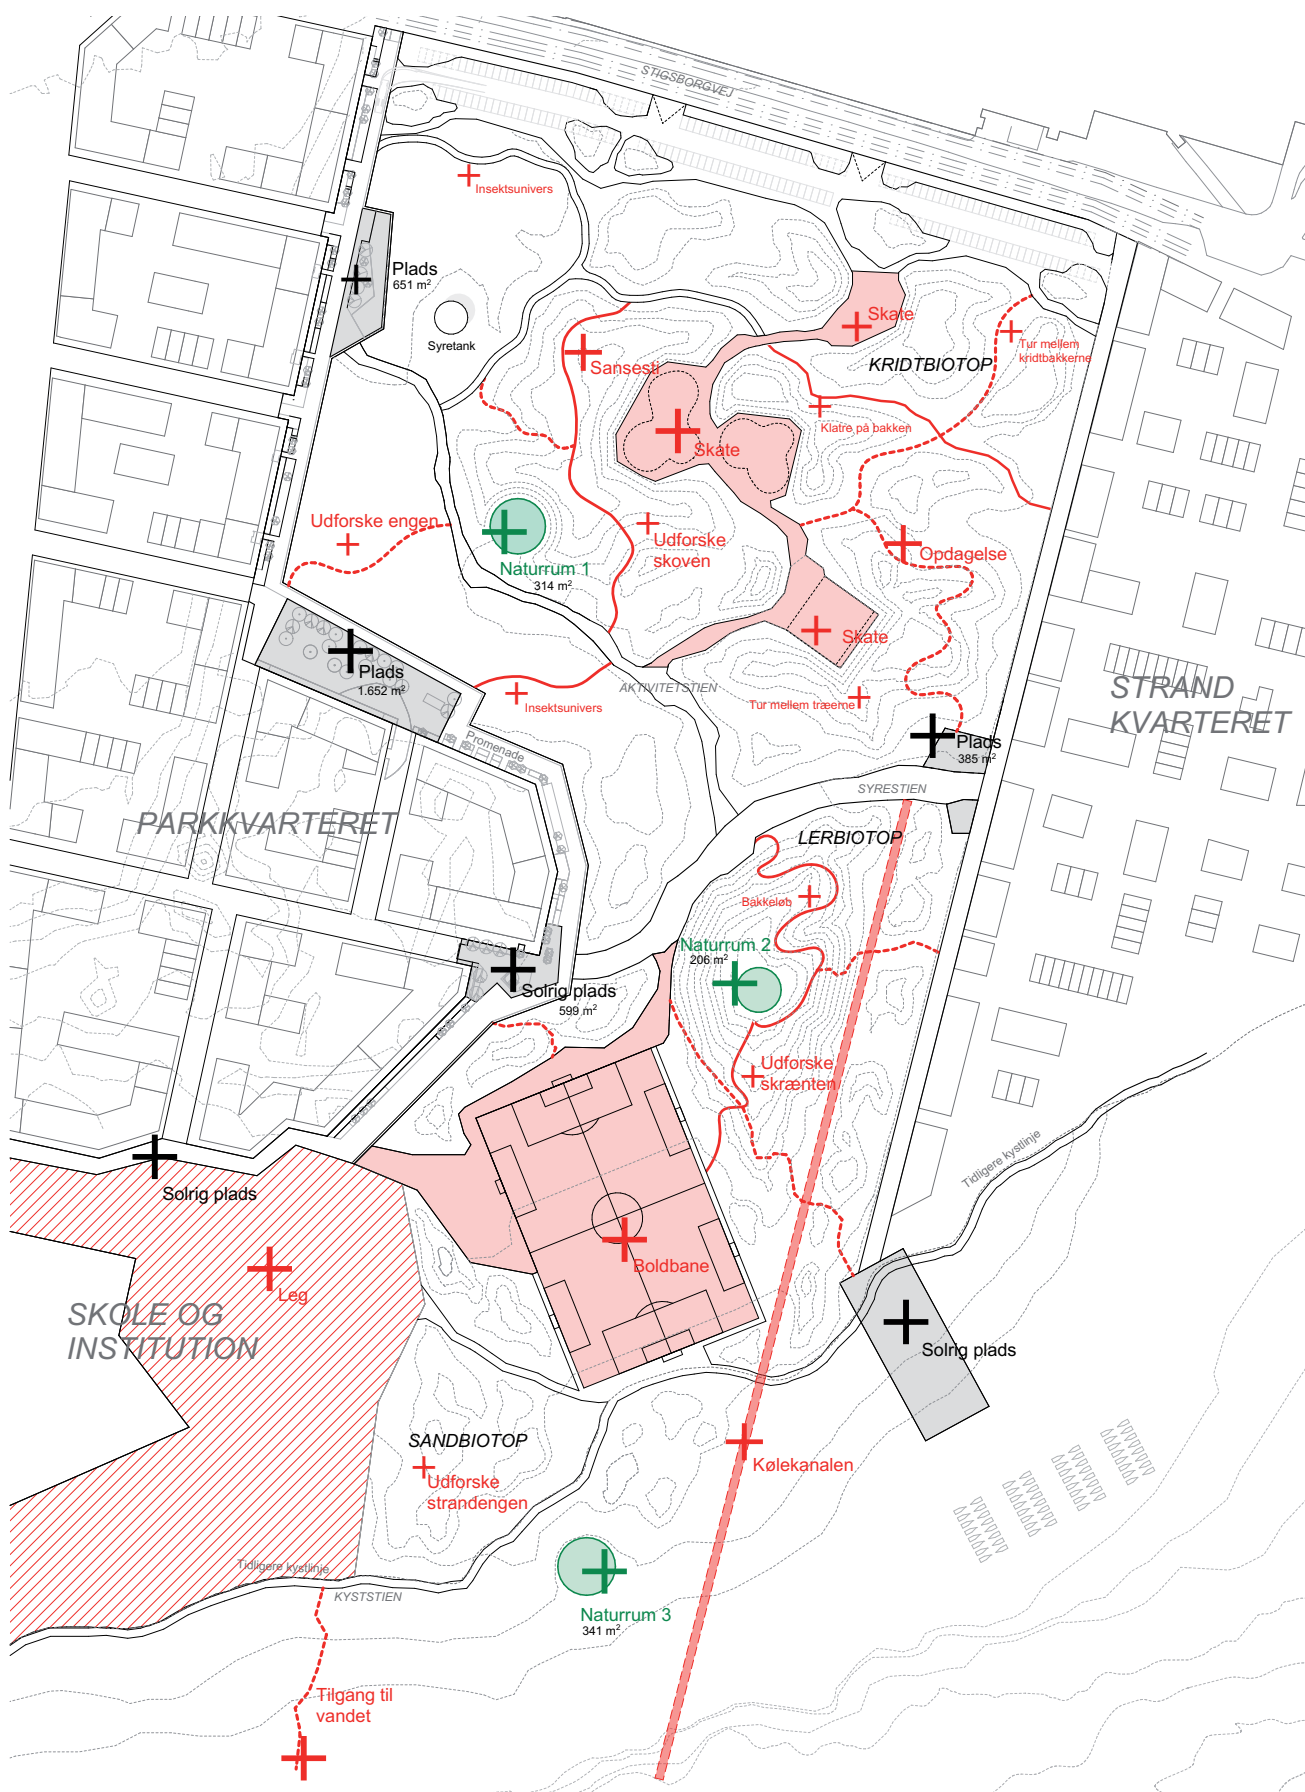 STIGSBORGVEJ
Insektsunivers
Plads
651 m²
Syretank
Skate
Tur mellem
kridtbakkerne
KRIDTBIOTOP
Sansesti
Klatre på bakken
Skate
Udforske engen
Udforske
skoven
Opdagelse
Naturrum 1
314 m²
Skate
Plads
1.652 m²
AKTIVITETSTIEN
Insektsunivers
Tur mellem træerne
STRAND
KVARTERET
Promenade
Plads
385 m²
SYRESTIEN
PARKKVARTERET
LERBIOTOP
Bakkeløb
Naturrum 2
206 m²
Solrig plads
599 m²
Udforske
skrænten
Tidligere kystlinje
Solrig plads
Boldbane
Leg
SKOLE OG
INSTITUTION
Solrig plads
SANDBIOTOP
Kølekanalen
Udforske
strandengen
Tidligere kystlinje
KYSTSTIEN
Naturrum 3
341 m²
Tilgang til
vandet